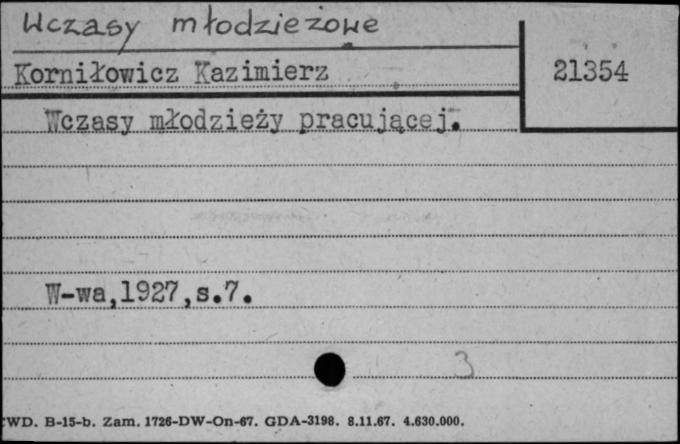 Wczasy młodzieżowe
Korniłowicz Kazimierz
21354
Wczasy młodzieży pracującej.
W-wa,1927,s.7.
3
WD. B-15-b. Zam. 1726-DW-On-67. GDA-3198. 8.11.67. 4.630.000.